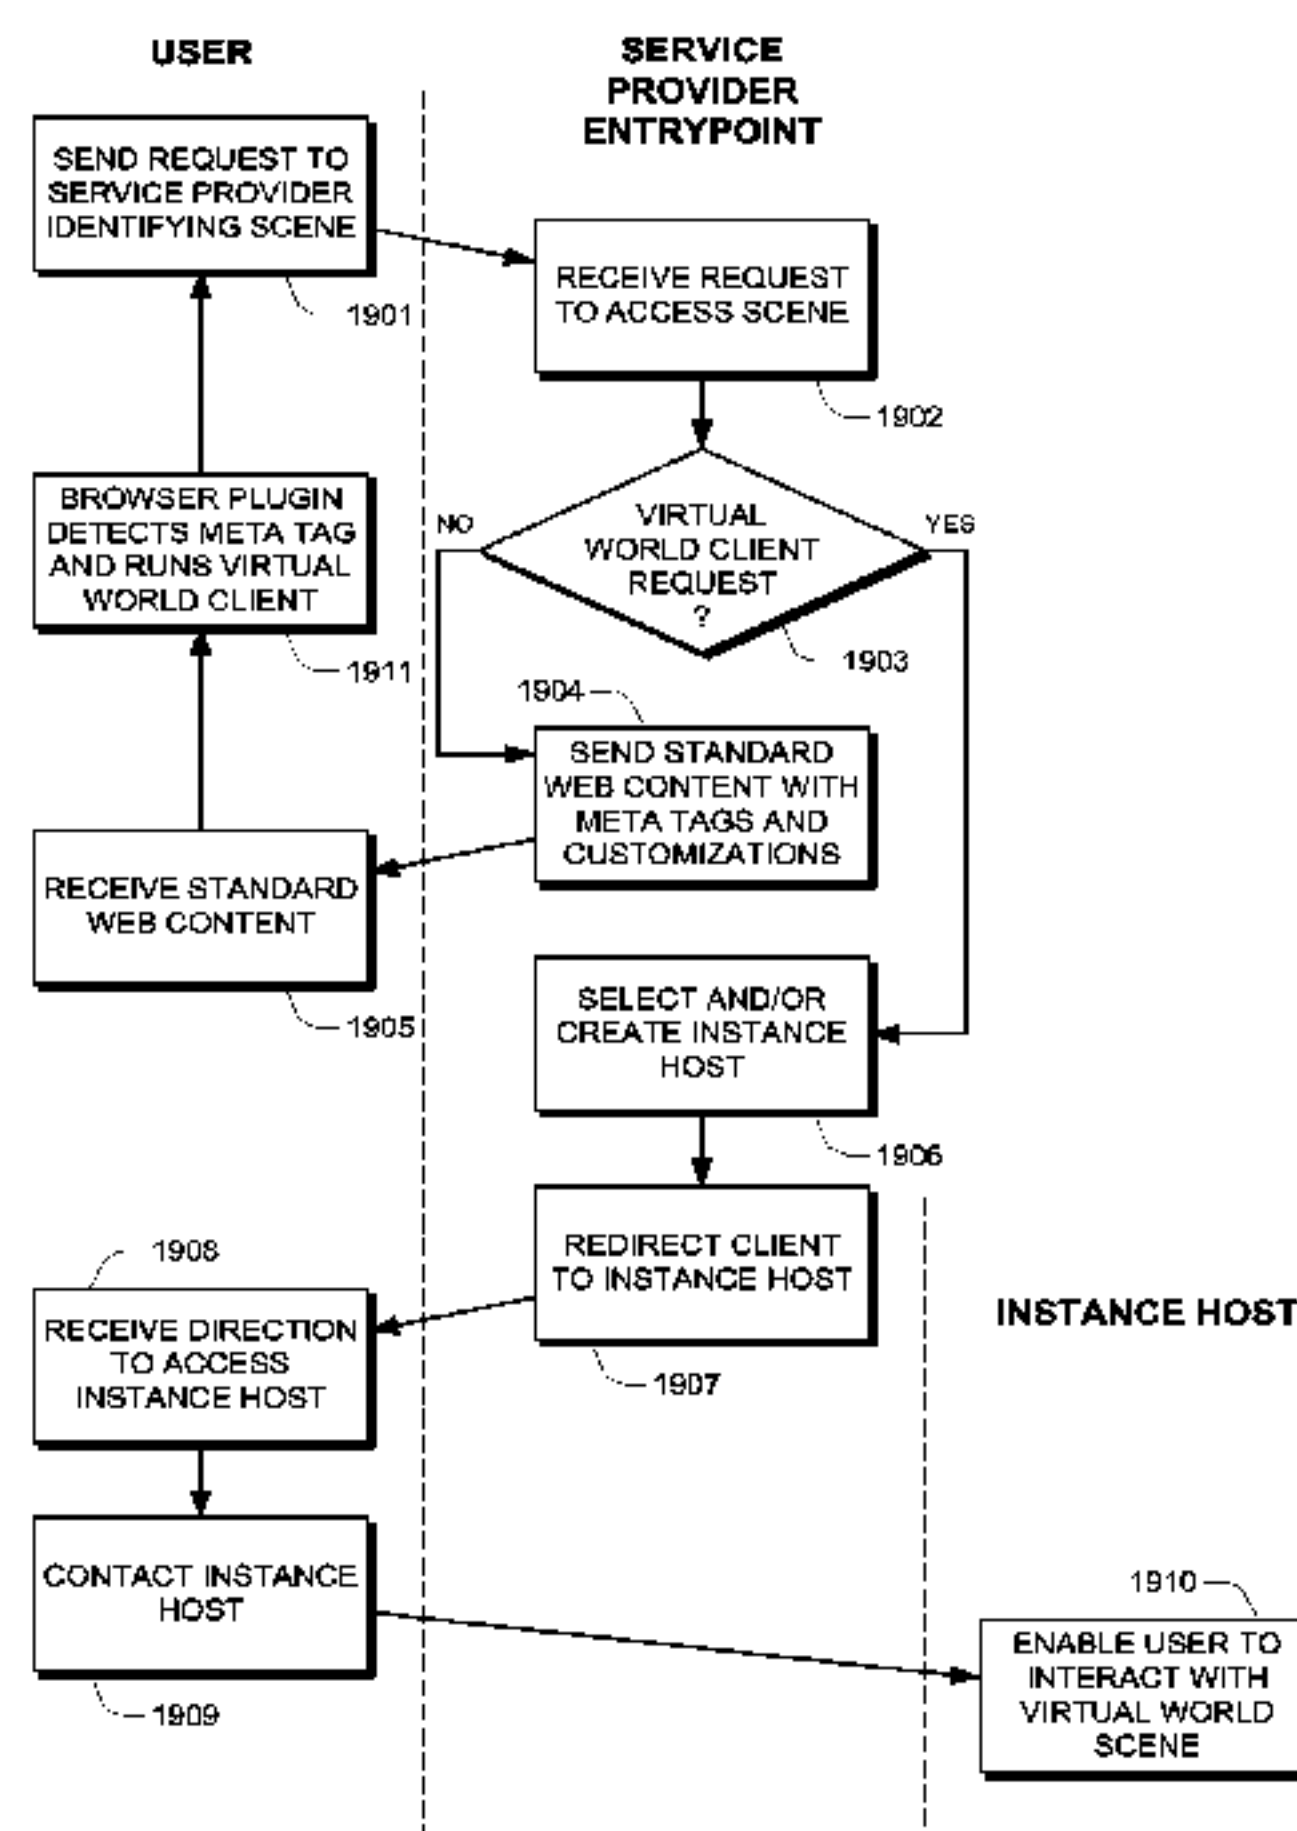 USER
SERVICE
PROVIDER
ENTRYPOINT
SEND REQUEST TO
SERVICE PROVIDER
IDENTIFYING SCENE
1901
RECEIVE REQUEST
TO ACCESS SCENE
1902
BROWSER PLUGIN
DETECTS META TAG
AND RUNS VIRTUAL
WORLD CLIENT
1911
NO
VIRTUAL
WORLD CLIENT
REQUEST
?
YES
1903
1904
SEND STANDARD
WEB CONTENT WITH
META TAGS AND
CUSTOMIZATIONS
RECEIVE STANDARD
WEB CONTENT
1905
SELECT AND/OR
CREATE INSTANCE
HOST
1906
REDIRECT CLIENT
TO INSTANCE HOST
1907
1908
RECEIVE DIRECTION
TO ACCESS
INSTANCE HOST
INSTANCE HOST
CONTACT INSTANCE
HOST
1909
1910
ENABLE USER TO
INTERACT WITH
VIRTUAL WORLD
SCENE